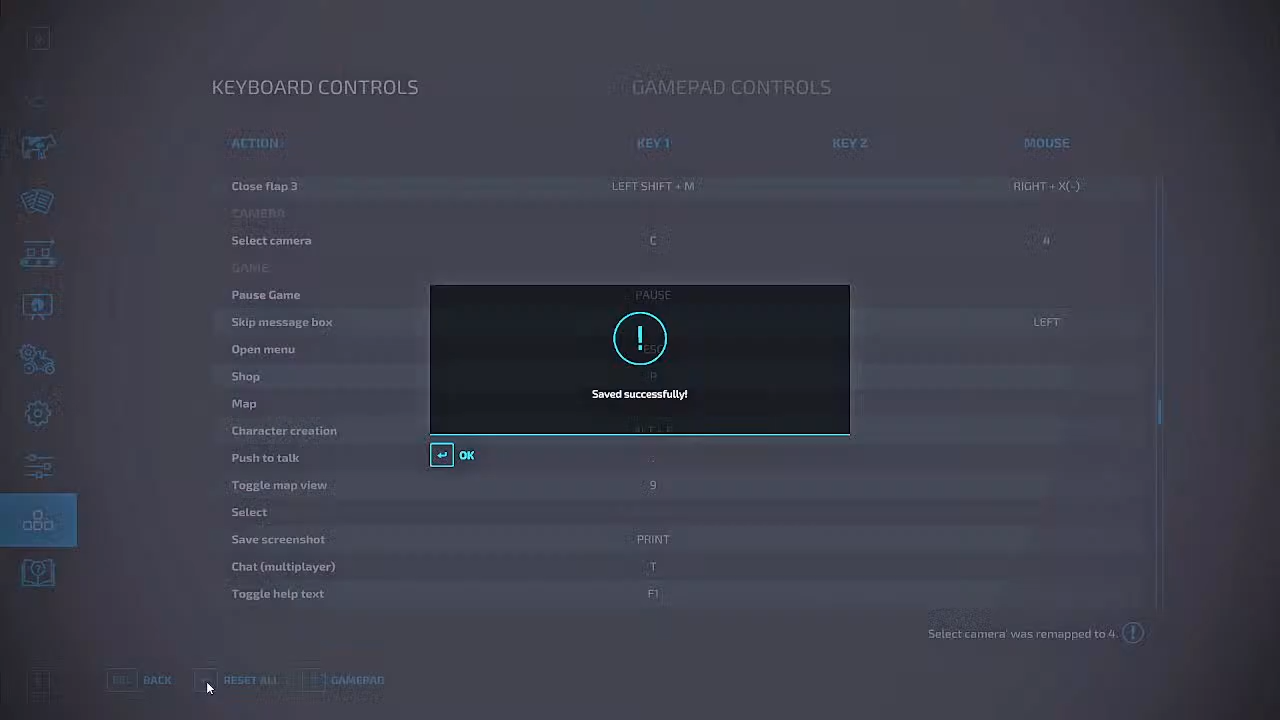 KEYBOARD CONTROLS GAMEPAD CONTROLS
ACTION KEY 1 KEY 2 MOUSE
Close flap 3 LEFT SHIFT + M RIGHT + X(-)
CAMERA
Select camera C 4
GAME
Pause Game PAUSE
Skip message box LEFT
Open menu ESC
Shop P
Map
Saved successfully!
Character creation ALT + P
OK
Push to talk .
Toggle map view 9
Select
Save screenshot PRINT
Chat (multiplayer) T
Toggle help text F1
Select camera' was remapped to 4.
BACK RESET ALL GAMEPAD